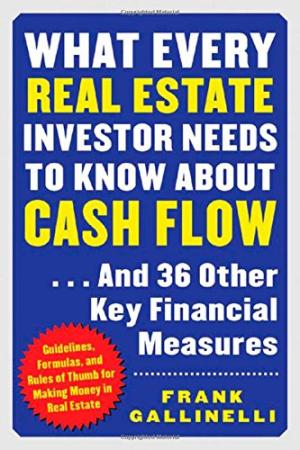 WHAT EVERY
REAL ESTATE
INVESTOR NEEDS
TO KNOW ABOUT
CASH FLOW
. . . And 36 Other
Key Financial
Measures
Guidelines,
Formulas, and
Rules of Thumb for
Making Money in
Real Estate
FRANK
GALLINELLI